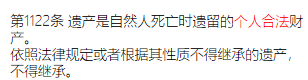 第1122条 遗产是自然人死亡时遗留的个人合法财
产。
依照法律规定或者根据其性质不得继承的遗产，
不得继承。